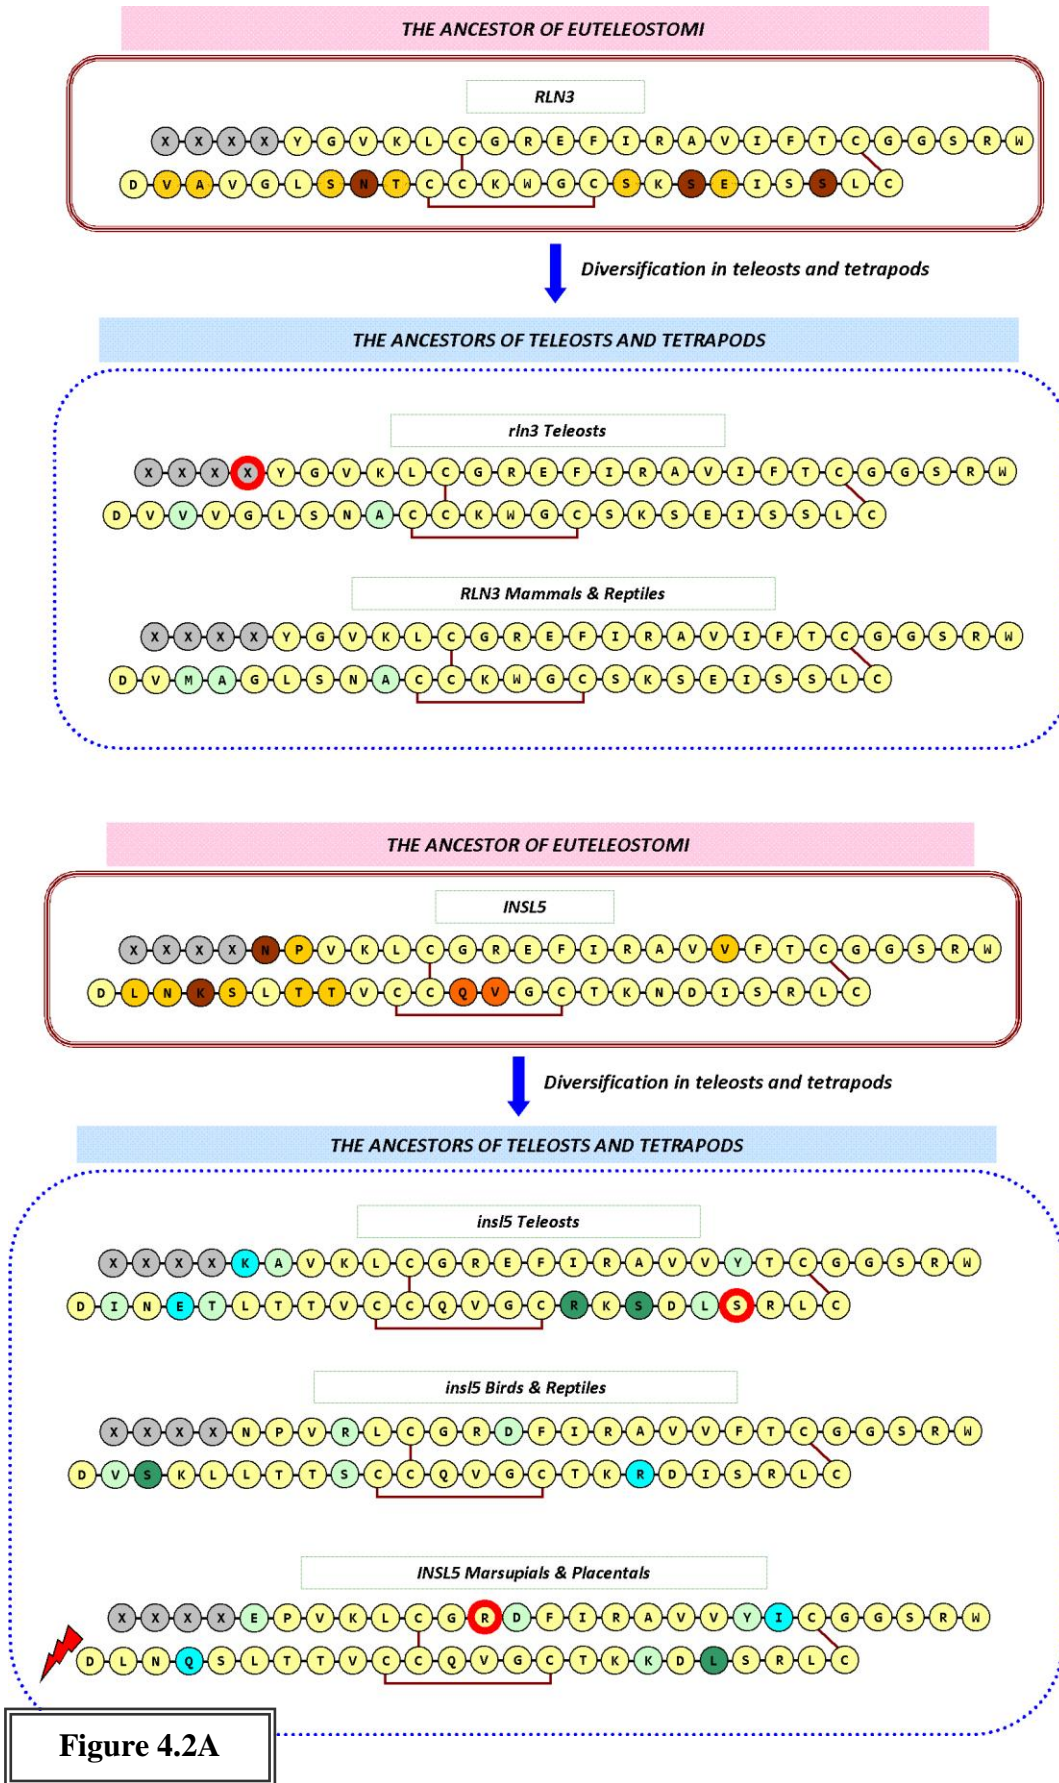 THE ANCESTOR OF EUTELEOSTOMI
RLN3
X X X X Y G V K L C G R E F I R A V I F T C G G S R W
D V A V G L S N T C C K W G C S K S E I S S L C
Diversification in teleosts and tetrapods
THE ANCESTORS OF TELEOSTS AND TETRAPODS
rln3 Teleosts
X X X X Y G V K L C G R E F I R A V I F T C G G S R W
D V V V G L S N A C C K W G C S K S E I S S L C
RLN3 Mammals & Reptiles
X X X X Y G V K L C G R E F I R A V I F T C G G S R W
D V M A G L S N A C C K W G C S K S E I S S L C
THE ANCESTOR OF EUTELEOSTOMI
INSL5
X X X X N P V K L C G R E F I R A V V F T C G G S R W
D L N K S L T T V C C Q V G C T K N D I S R L C
Diversification in teleosts and tetrapods
THE ANCESTORS OF TELEOSTS AND TETRAPODS
insl5 Teleosts
X X X X K A V K L C G R E F I R A V V Y T C G G S R W
D I N E T L T T V C C Q V G C R K S D L S R L C
insl5 Birds & Reptiles
X X X X N P V R L C G R D F I R A V V F T C G G S R W
D V S K L L T T S C C Q V G C T K R D I S R L C
INSL5 Marsupials & Placentals
X X X X E P V K L C G R D F I R A V V Y I C G G S R W
D L N Q S L T T V C C Q V G C T K K D L S R L C
Figure 4.2A